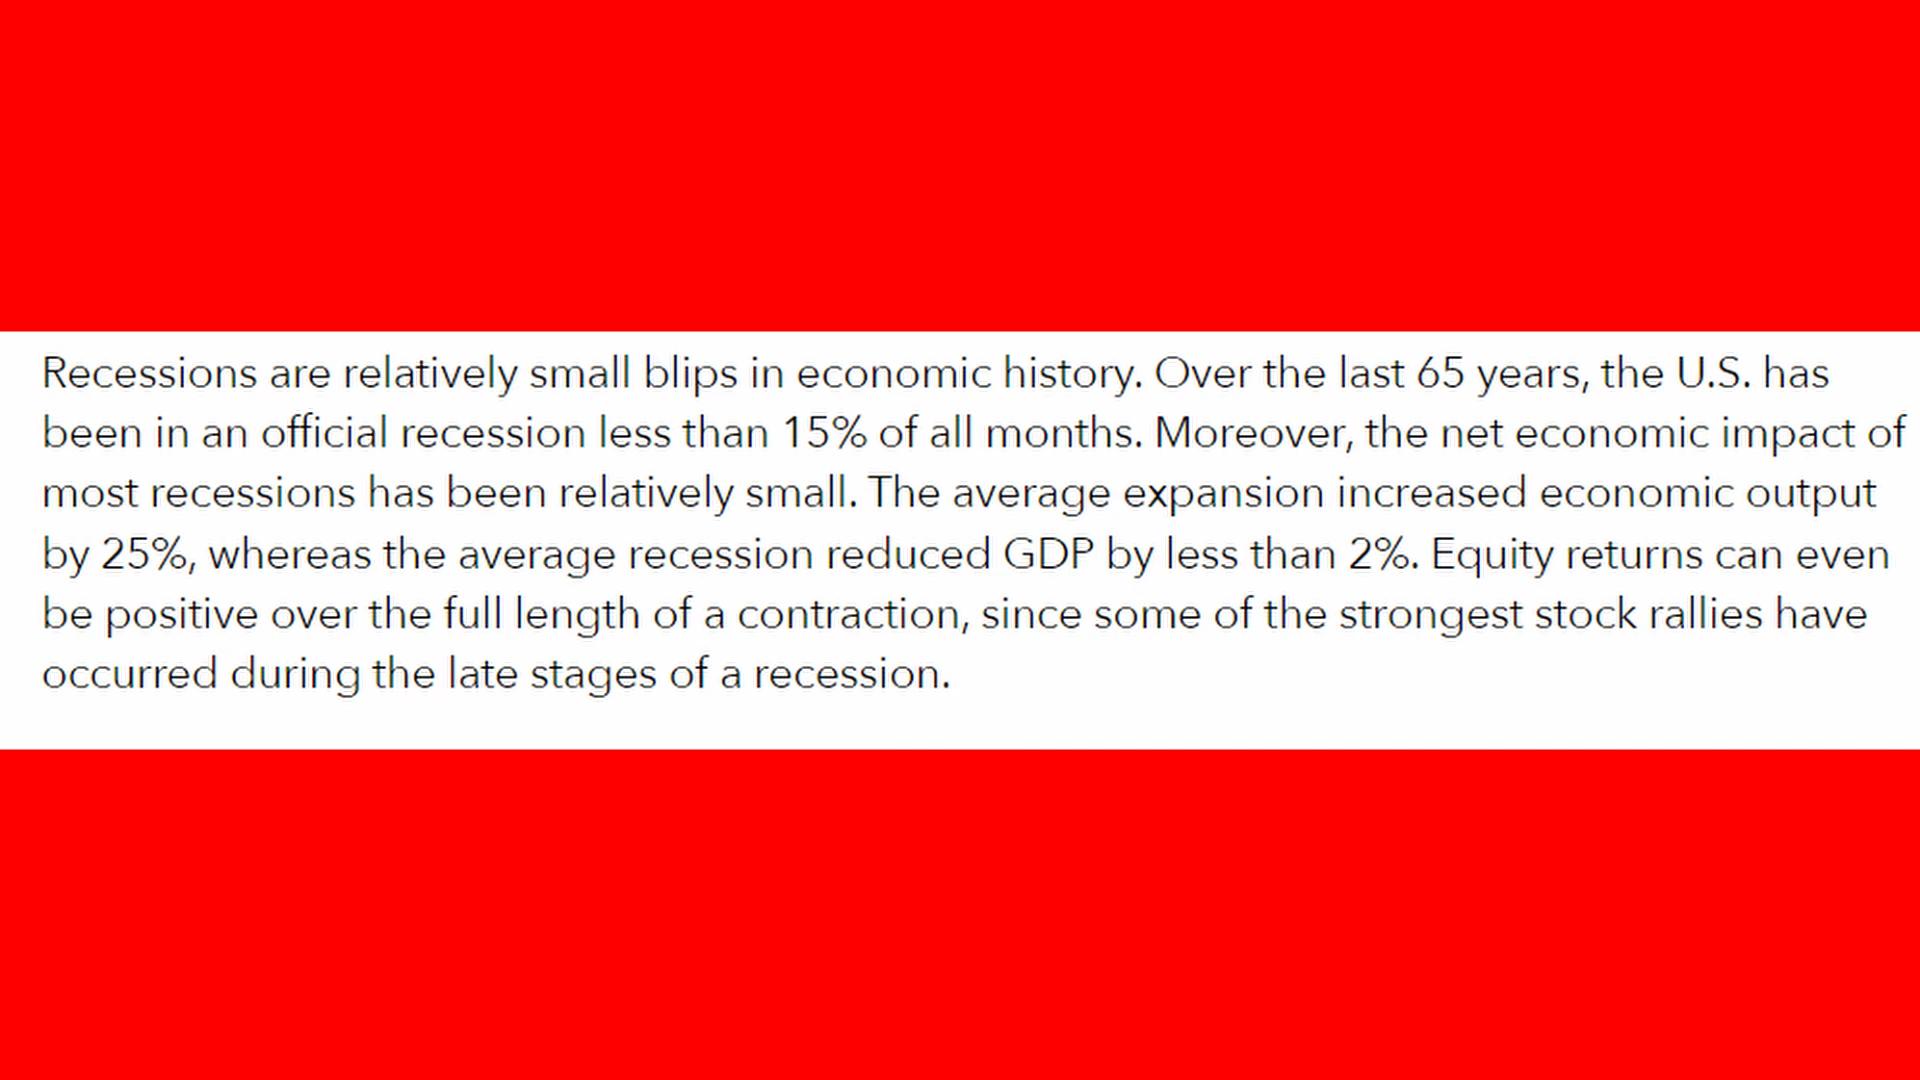 Recessions are relatively small blips in economic history. Over the last 65 years, the U.S. has
been in an official recession less than 15% of all months. Moreover, the net economic impact of
most recessions has been relatively small. The average expansion increased economic output
by 25%, whereas the average recession reduced GDP by less than 2%. Equity returns can even
be positive over the full length of a contraction, since some of the strongest stock rallies have
occurred during the late stages of a recession.